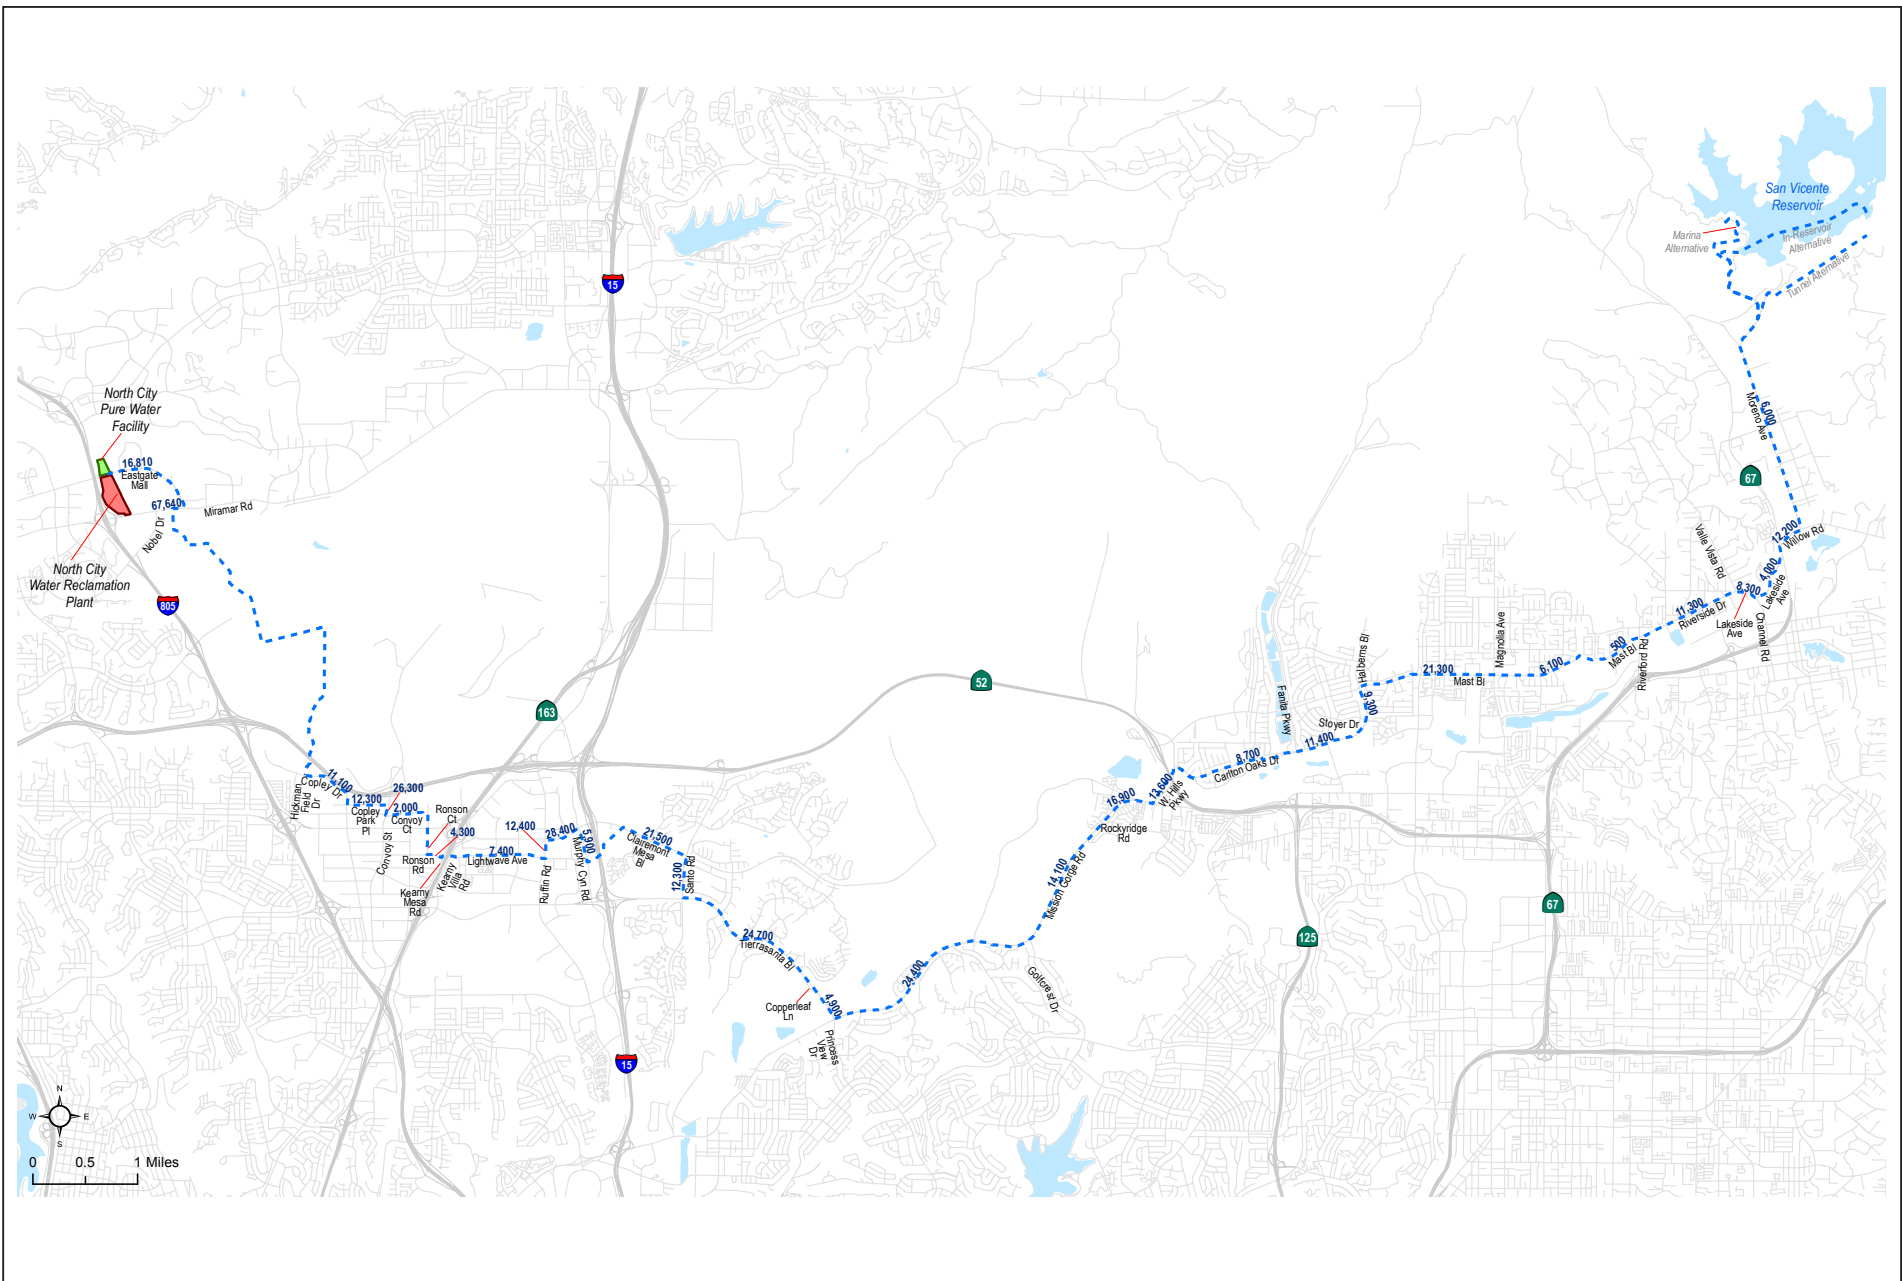 San Vicente
Reservoir
Marina
Alternative
In-Reservoir
Alternative
Tunnel Alternative
15
North City
Pure Water
Facility
16,810
Eastgate
Mall
67,640
Miramar Rd
Nobel Dr
North City
Water Reclamation
Plant
805
6,000
Moreno Ave
67
12,200
Willow Rd
Valle Vista Rd
4,000
Lakeside
Ave
8,300
11,300
Riverside Dr
Lakeside
Ave
Channel Rd
500
Mast Bl
Riverford Rd
Magnolia Ave
6,100
21,300
Mast Bl
Halberns Bl
9,300
52
Fanita Pkwy
Stoyer Dr
11,400
8,700
Carlton Oaks Dr
163
13,600
W. Hills
Pkwy
16,900
Rockyridge
Rd
Hickman
Field
Dr
11,100
Copley Dr
12,300
Copley
Park
Pl
26,300
2,000
Convoy
Ct
Convoy St
Ronson
Ct
4,300
Ronson
Rd
Kearny
Mesa
Rd
Kearny
Villa
Rd
7,400
Lightwave Ave
12,400
28,400
Ruffin Rd
5,900
Murphy Cyn Rd
21,500
Clairemont
Mesa
Bl
12,300
Santo Rd
14,100
Mission Gorge Rd
67
125
24,700
Tierrasanta Bl
24,400
Golfcrest Dr
Copperleaf
Ln
4,900
Princess
View
Dr
15
N
W
E
S
0
0.5
1 Miles